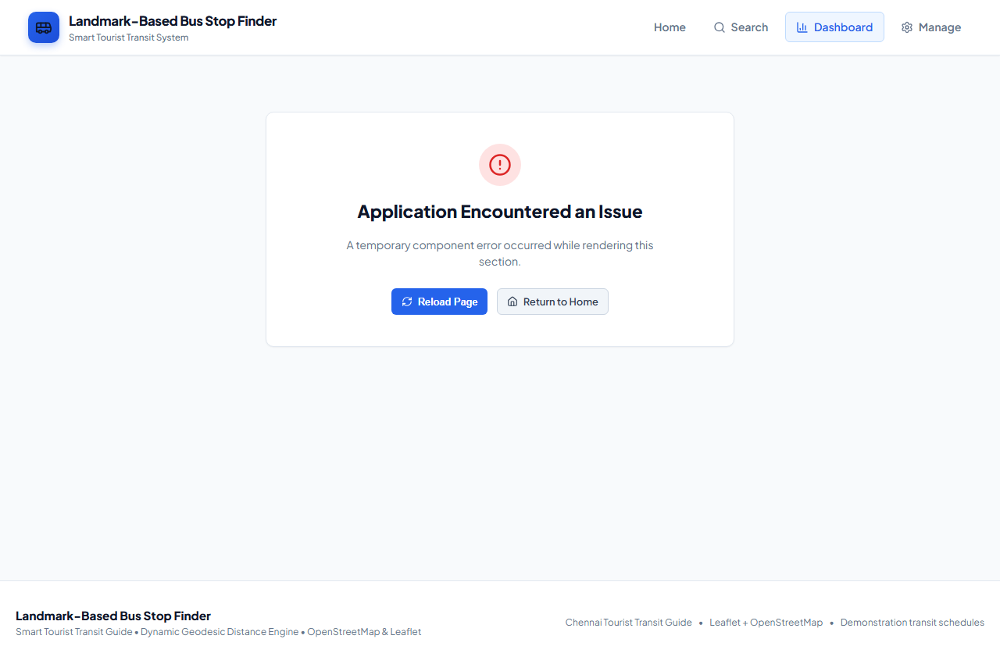 Landmark-Based Bus Stop Finder
Smart Tourist Transit System
Home
Search
Dashboard
Manage
Application Encountered an Issue
A temporary component error occurred while rendering this
section.
Reload Page
Return to Home
Landmark-Based Bus Stop Finder
Smart Tourist Transit Guide • Dynamic Geodesic Distance Engine • OpenStreetMap & Leaflet
Chennai Tourist Transit Guide • Leaflet + OpenStreetMap • Demonstration transit schedules